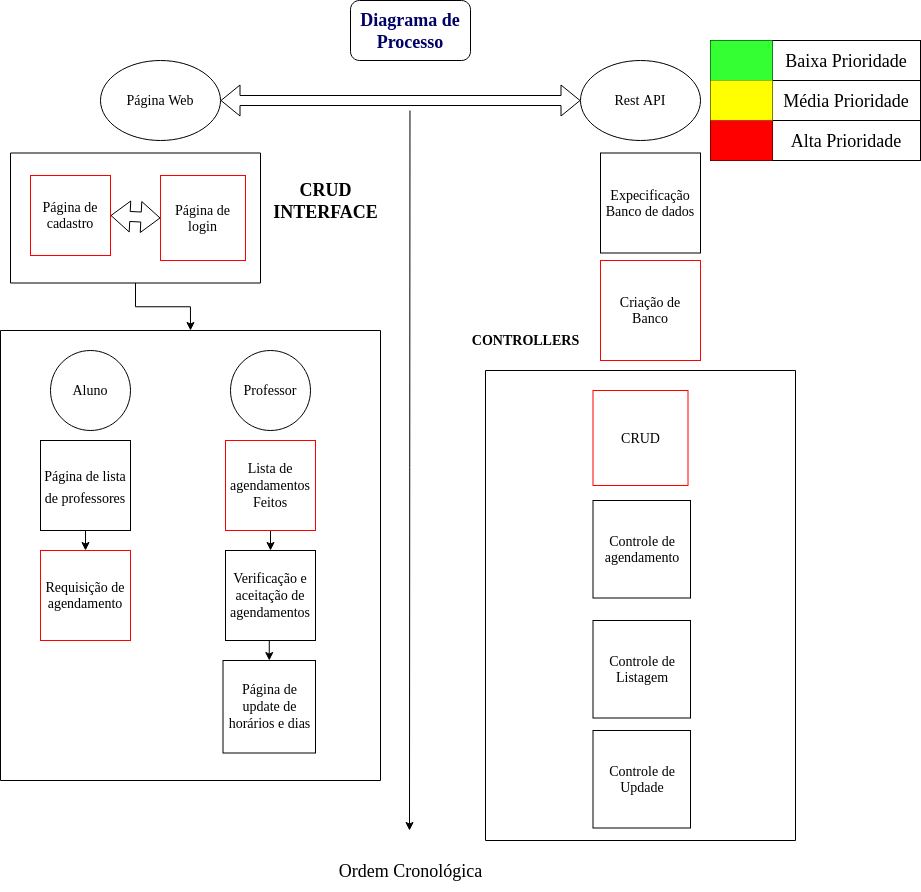 Diagrama de
Processo
Página Web
Rest API
Baixa Prioridade
Média Prioridade
Alta Prioridade
Página de
cadastro
Página de
login
CRUD
INTERFACE
Expecificação
Banco de dados
Criação de
Banco
CONTROLLERS
Aluno
Professor
Página de lista
de professores
Requisição de
agendamento
Lista de
agendamentos
Feitos
Verificação e
aceitação de
agendamentos
Página de
update de
horários e dias
CRUD
Controle de
agendamento
Controle de
Listagem
Controle de
Updade
Ordem Cronológica